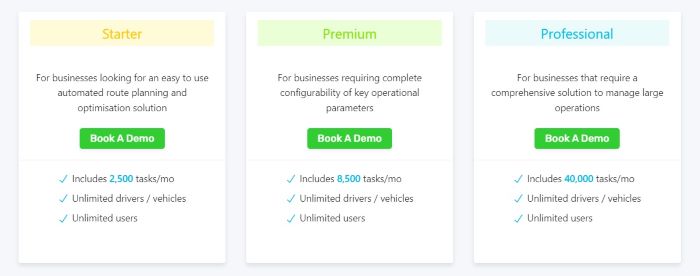 Starter
For businesses looking for an easy to use
automated route planning and
optimisation solution
Book A Demo
Includes 2,500 tasks/mo
Unlimited drivers / vehicles
Unlimited users
Premium
For businesses requiring complete
configurability of key operational
parameters
Book A Demo
Includes 8,500 tasks/mo
Unlimited drivers / vehicles
Unlimited users
Professional
For businesses that require a
comprehensive solution to manage large
operations
Book A Demo
Includes 40,000 tasks/mo
Unlimited drivers / vehicles
Unlimited users